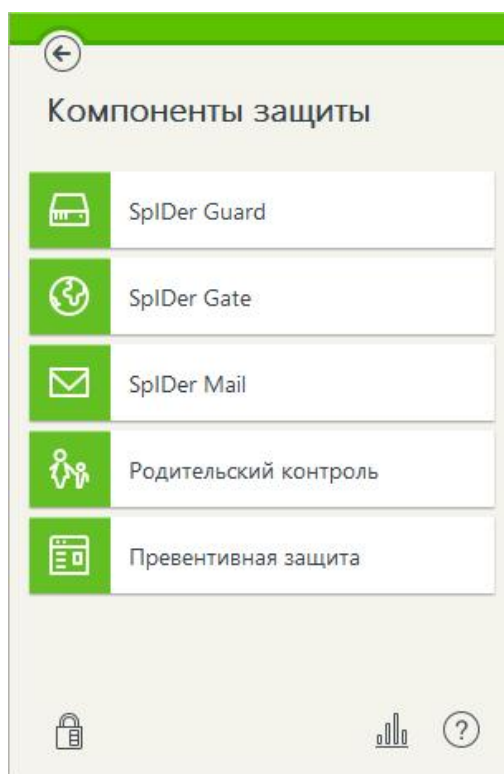 Компоненты защиты
SpIDer Guard
SpIDer Gate
SpIDer Mail
Родительский контроль
Превентивная защита
?